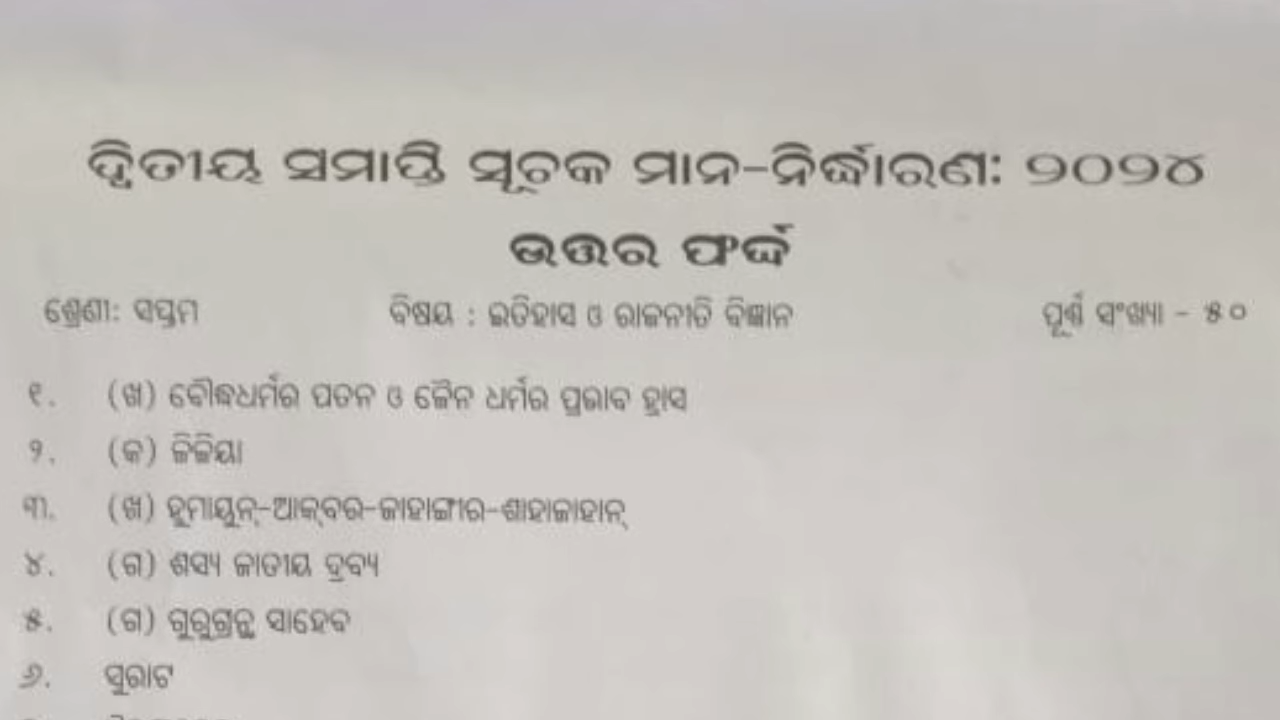 ଦ୍ୱିତୀୟ ସମାପ୍ତି ସୂଚକ ମାନ-ନିର୍ଦ୍ଧାରଣ: ୨୦୨୪
ଉତ୍ତର ଫର୍ଦ୍ଦ
ଶ୍ରେଣୀ: ସପ୍ତମ ବିଷୟ : ଇତିହାସ ଓ ରାଜନୀତି ବିଜ୍ଞାନ ପୂର୍ଣ୍ଣ ସଂଖ୍ୟା - ୫୦
୧. (ଖ) ବୌଦ୍ଧଧର୍ମର ପତନ ଓ ଜୈନ ଧର୍ମର ପ୍ରଭାବ ହ୍ରାସ
୨. (କ) ଜିଜିୟା
୩. (ଖ) ହୁମାୟୁନ୍-ଆକ୍‌ବର-ଜାହାଙ୍ଗୀର-ଶାହାଜାହାନ୍
୪. (ଗ) ଶସ୍ୟ ଜାତୀୟ ଦ୍ରବ୍ୟ
୫. (ଗ) ଗୁରୁଗ୍ରନ୍ଥ ସାହେବ
୬. ସୁରାଟ